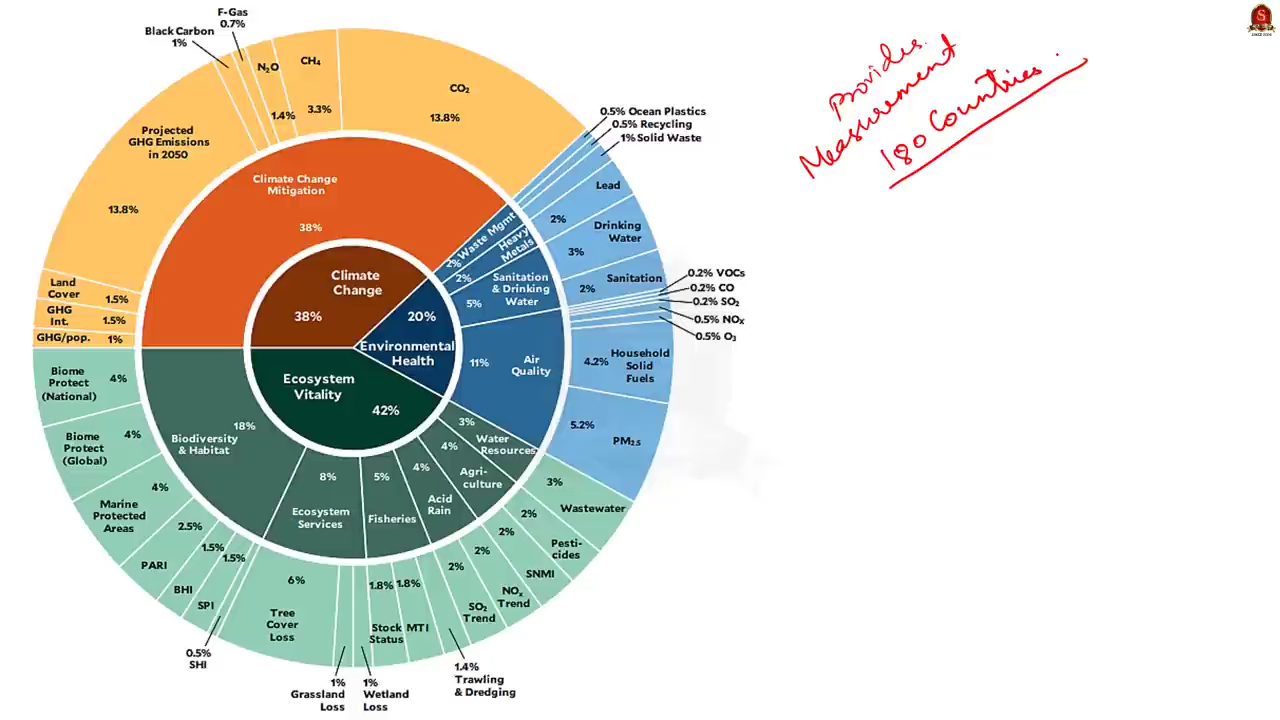 F-Gas
0.7%
Black Carbon
1%
N₂O
1.4%
CH₄
3.3%
CO₂
13.8%
Projected
GHG Emissions
in 2050
13.8%
Land
Cover
1.5%
GHG
Int.
1.5%
GHG/pop.
1%
Climate Change
Mitigation
38%
Climate
Change
38%
0.5% Ocean Plastics
0.5% Recycling
1% Solid Waste
Lead
2%
Drinking
Water
3%
Sanitation
2%
0.2% VOCs
0.2% CO
0.2% SO₂
0.5% NOₓ
0.5% O₃
4.2%
Household
Solid
Fuels
5.2%
PM₂.₅
Waste Mgmt
2%
Heavy
Metals
2%
Sanitation
& Drinking
Water
5%
11%
Air
Quality
20%
Environmental
Health
Ecosystem
Vitality
42%
18%
Biodiversity
& Habitat
8%
Ecosystem
Services
5%
Fisheries
4%
Acid
Rain
4%
Agri-
culture
3%
Water
Resources
Biome
Protect
(National)
4%
Biome
Protect
(Global)
4%
Marine
Protected
Areas
4%
PARI
2.5%
BHI
1.5%
SPI
1.5%
0.5%
SHI
6%
Tree
Cover
Loss
1%
Grassland
Loss
1%
Wetland
Loss
1.8%
Stock
Status
1.8%
MTI
1.4%
Trawling
& Dredging
2%
SO₂
Trend
2%
NOₓ
Trend
2%
SNMI
2%
Pesti-
cides
3%
Wastewater
Provides
Measurement
180 Countries.
S